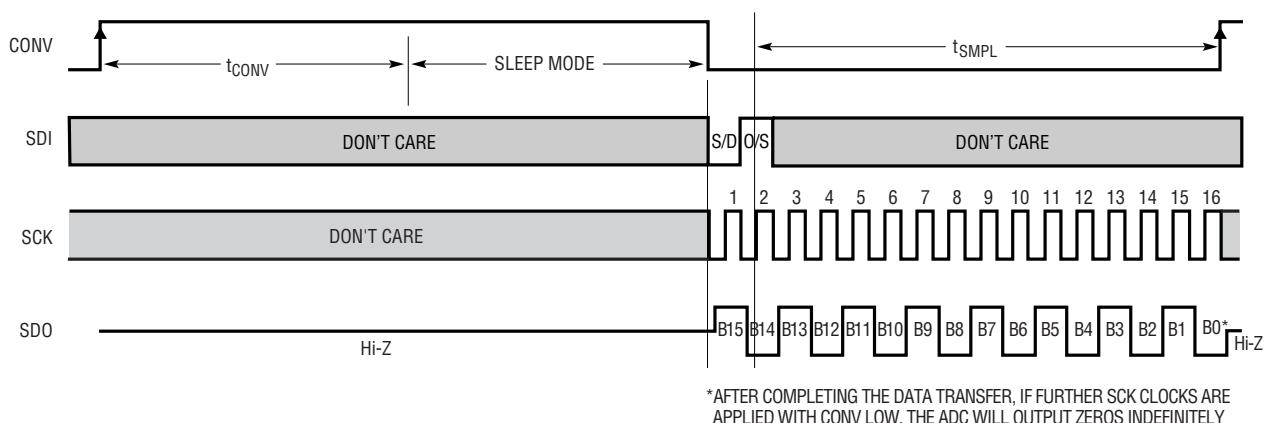 CONV
tCONV
SLEEP MODE
tSMPL
SDI
DON'T CARE
S/D
O/S
DON'T CARE
1 2 3 4 5 6 7 8 9 10 11 12 13 14 15 16
SCK
DON'T CARE
SDO
Hi-Z
B15 B14 B13 B12 B11 B10 B9 B8 B7 B6 B5 B4 B3 B2 B1 B0*
Hi-Z
*AFTER COMPLETING THE DATA TRANSFER, IF FURTHER SCK CLOCKS ARE
APPLIED WITH CONV LOW, THE ADC WILL OUTPUT ZEROS INDEFINITELY